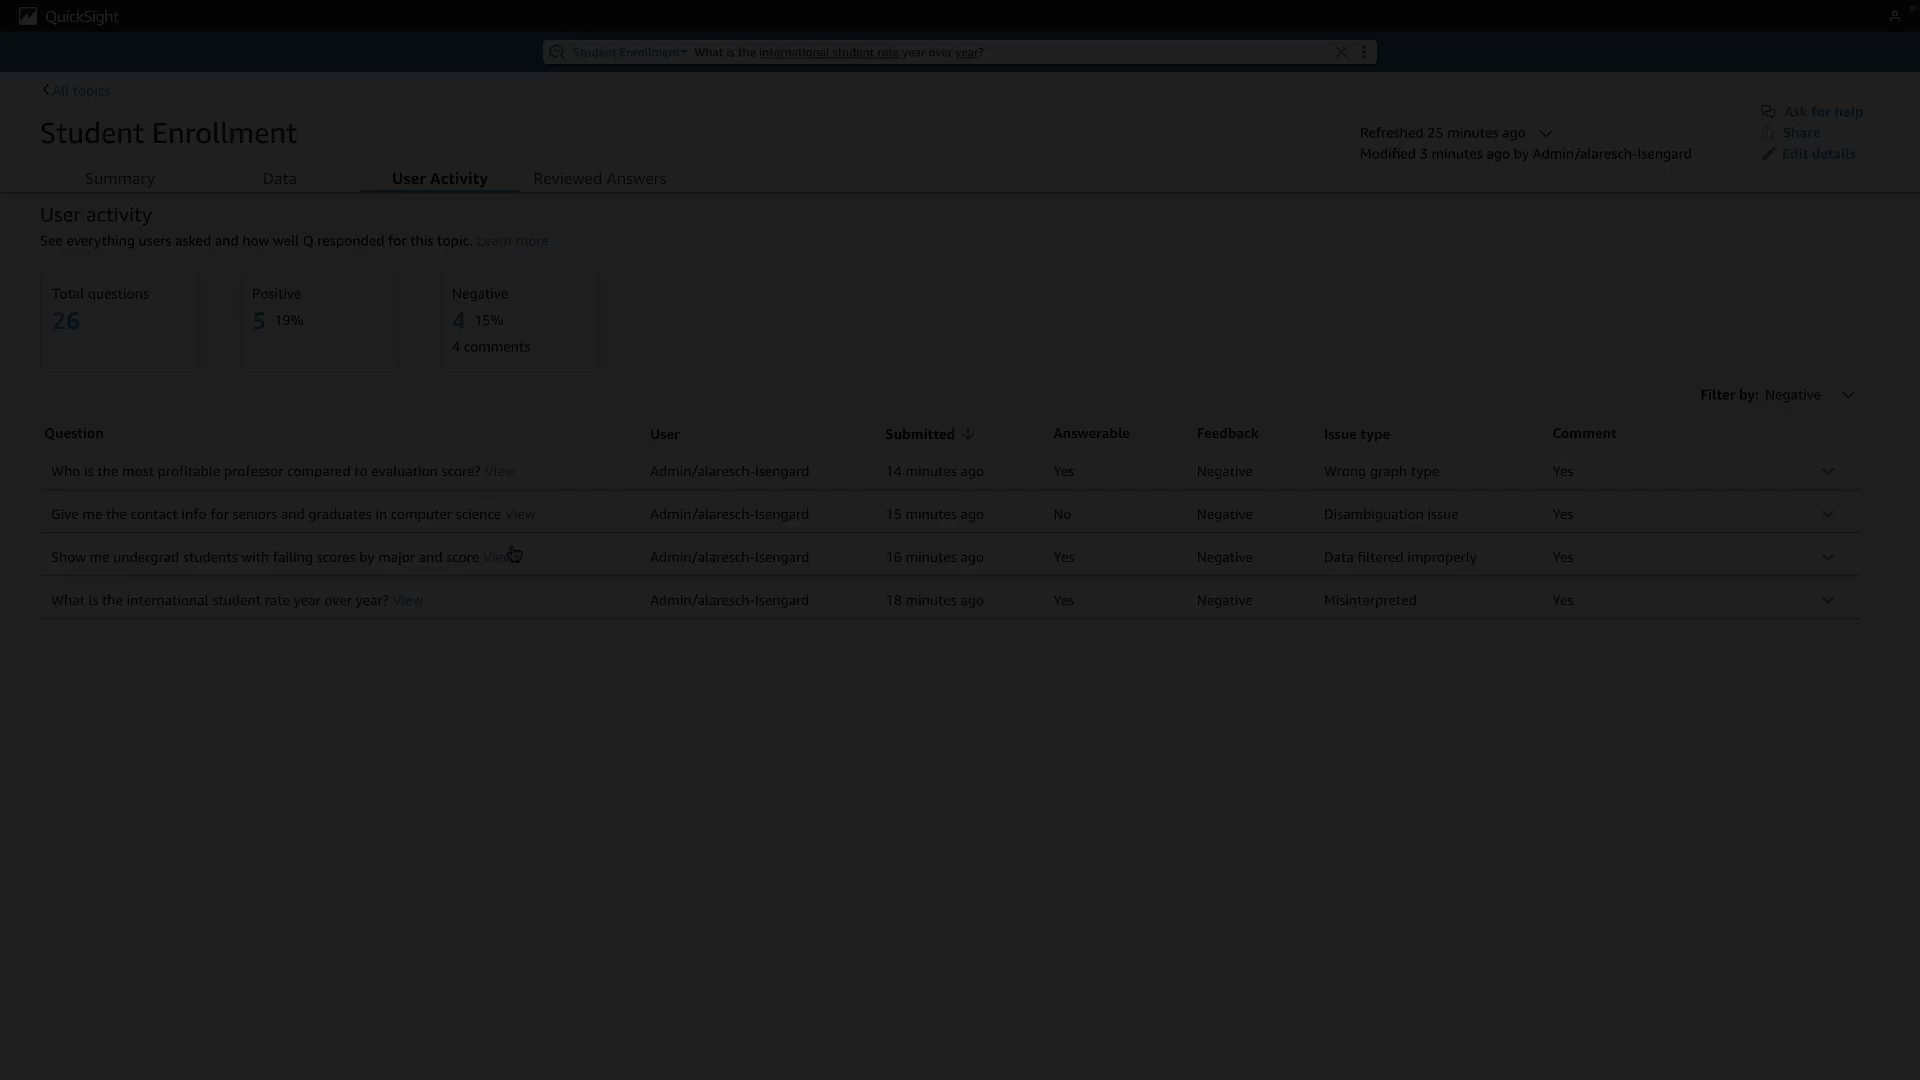 QuickSight
Student Enrollment What is the international student rate year over year?
All topics
Student Enrollment
Refreshed 25 minutes ago
Modified 3 minutes ago by Admin/alaresch-Isengard
Ask for help
Share
Edit details
Summary Data User Activity Reviewed Answers
User activity
See everything users asked and how well Q responded for this topic. Learn more
Total questions Positive Negative
26 5 19% 4 15%
4 comments
Filter by: Negative
Question User Submitted Answerable Feedback Issue type Comment
Who is the most profitable professor compared to evaluation score? View Admin/alaresch-Isengard 14 minutes ago Yes Negative Wrong graph type Yes
Give me the contact info for seniors and graduates in computer science View Admin/alaresch-Isengard 15 minutes ago No Negative Disambiguation issue Yes
Show me undergrad students with failing scores by major and score View Admin/alaresch-Isengard 16 minutes ago Yes Negative Data filtered improperly Yes
What is the international student rate year over year? View Admin/alaresch-Isengard 18 minutes ago Yes Negative Misinterpreted Yes